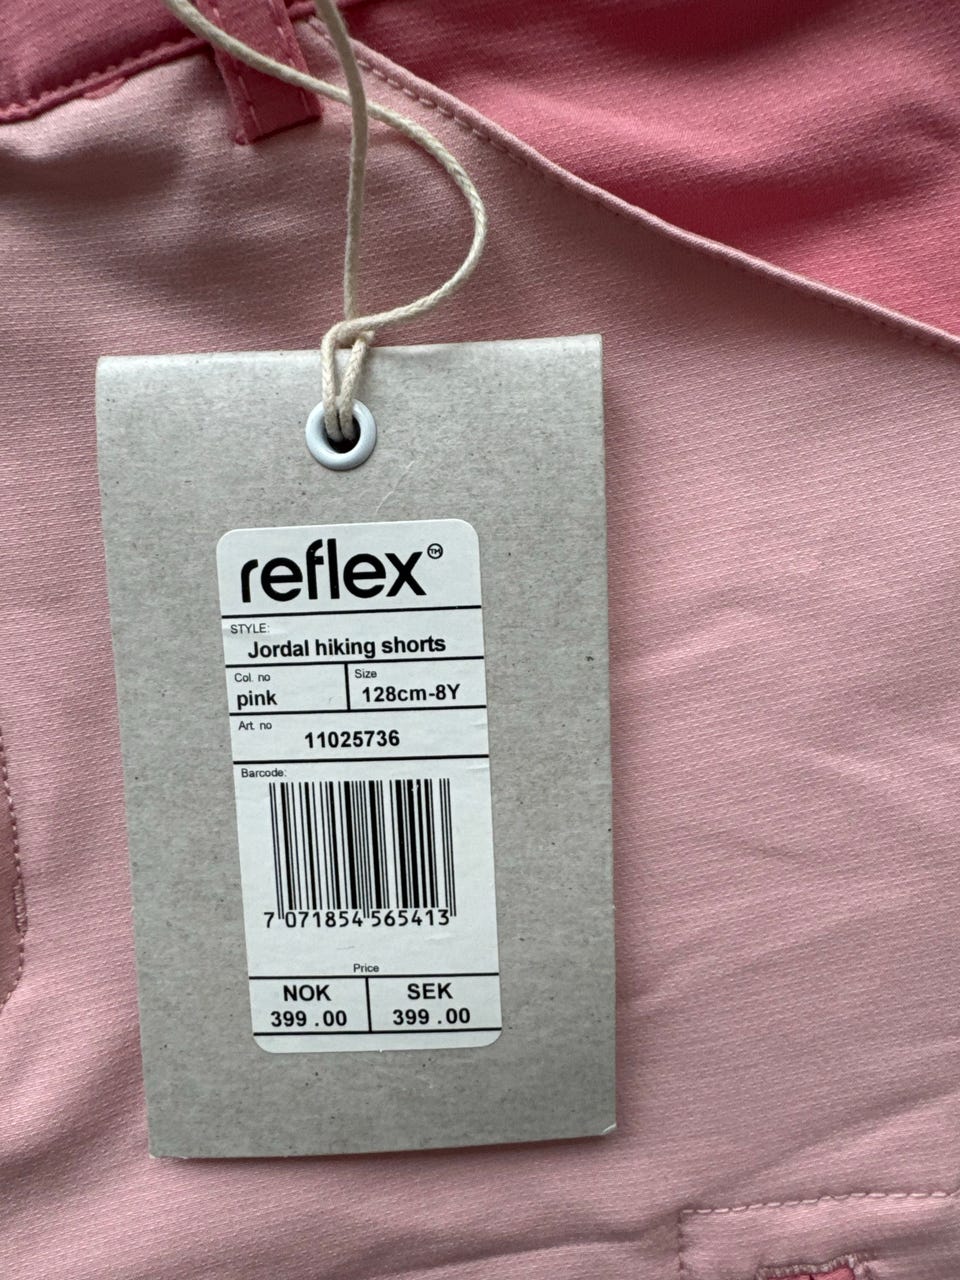 reflex™
STYLE:
Jordal hiking shorts
Col. no
pink
Size
128cm-8Y
Art. no
11025736
Barcode:
7 071854 565413
Price
NOK
399 .00
SEK
399 .00